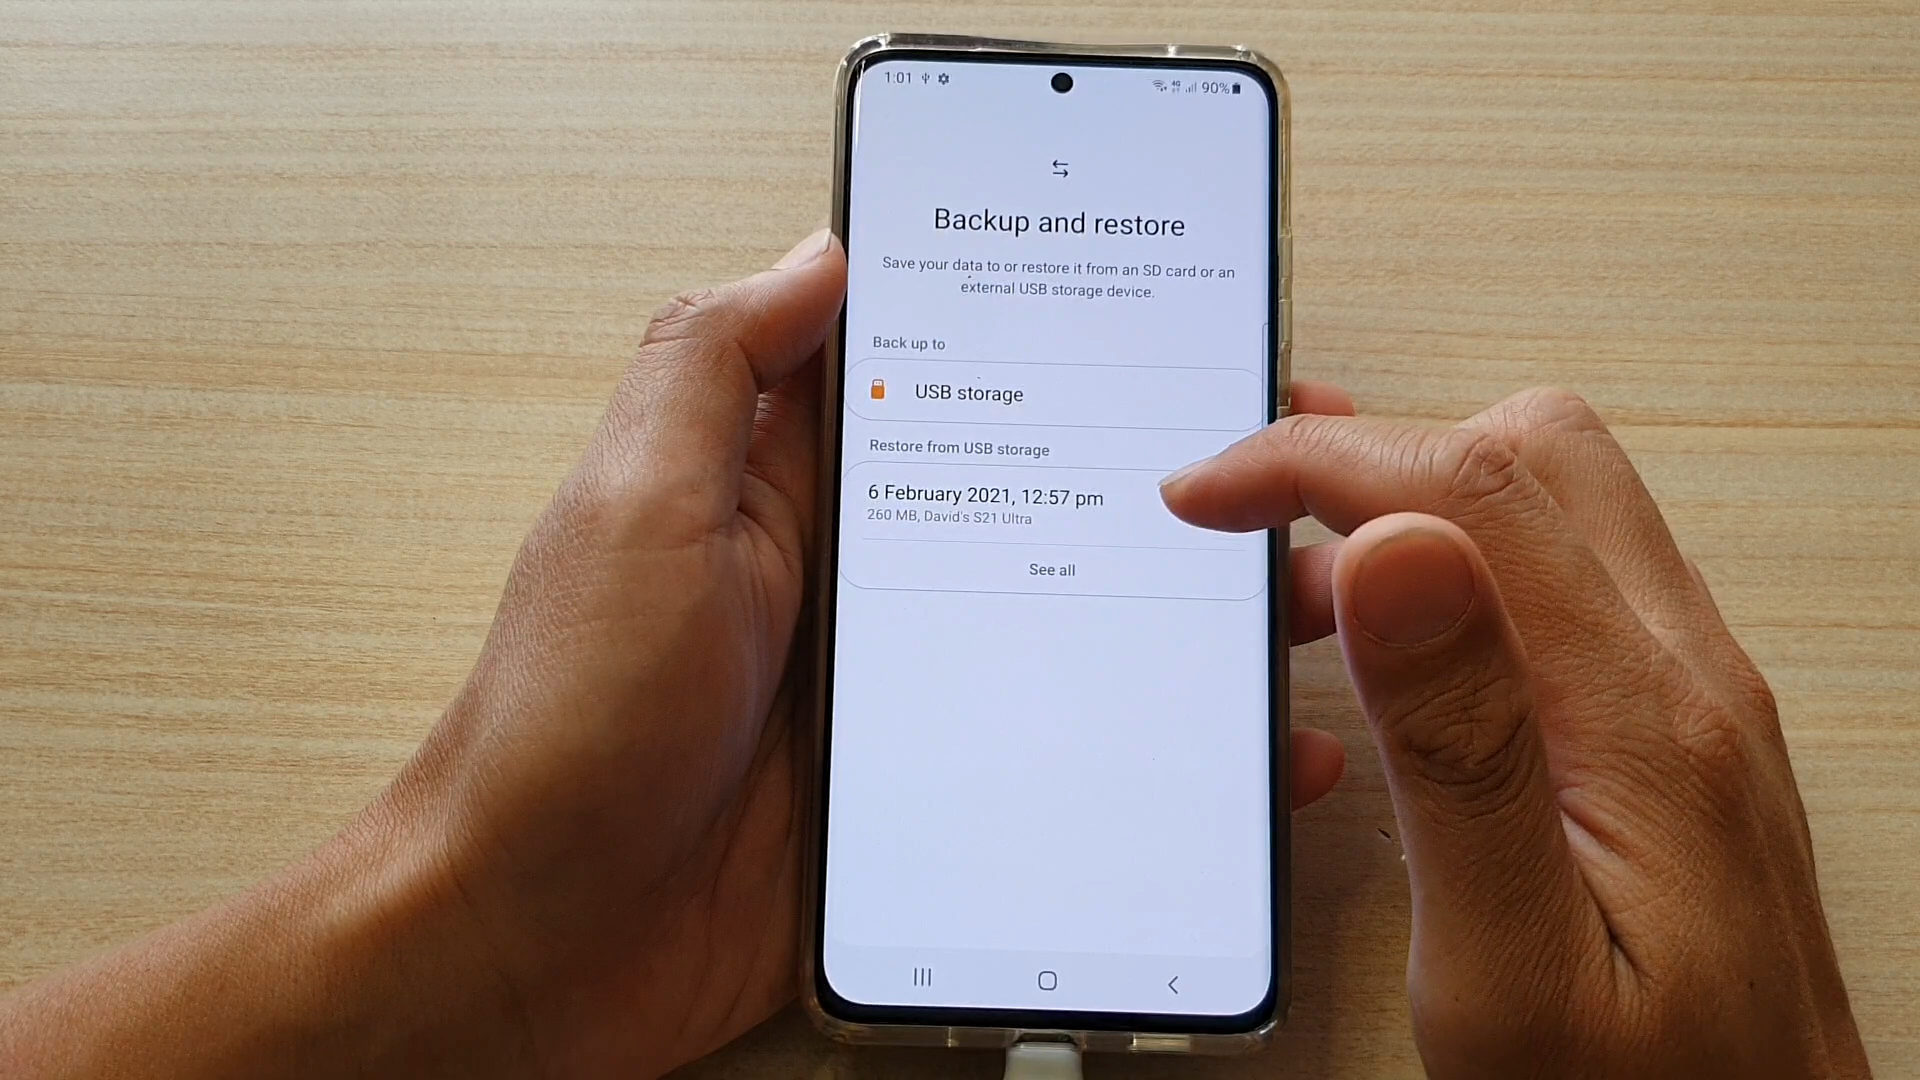 1:01
4G 90%
Backup and restore
Save your data to or restore it from an SD card or an
external USB storage device.
Back up to
USB storage
Restore from USB storage
6 February 2021, 12:57 pm
260 MB, David's S21 Ultra
See all